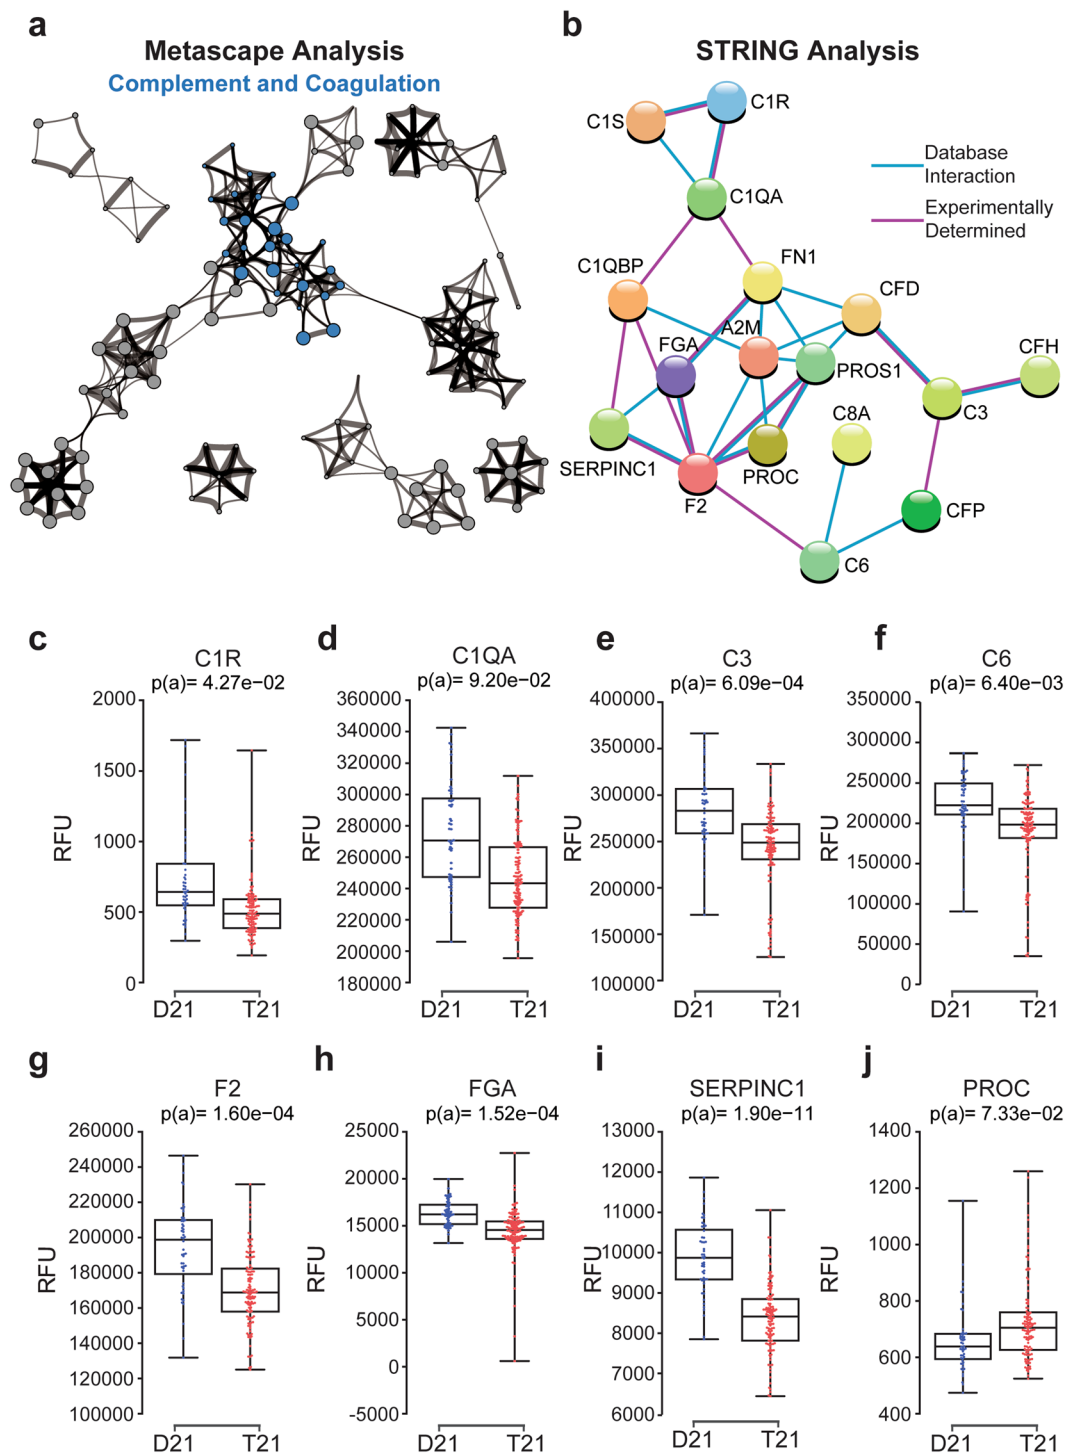 a
Metascape Analysis
Complement and Coagulation
b
STRING Analysis
C1R
C1S
C1QA
Database
Interaction
Experimentally
Determined
C1QBP
FN1
CFD
A2M
FGA
PROS1
CFH
C3
C8A
SERPINC1
PROC
F2
CFP
C6
c
C1R
p(a)= 4.27e−02
2000
1500
1000
500
0
RFU
D21
T21
d
C1QA
p(a)= 9.20e−02
360000
340000
320000
300000
280000
260000
240000
220000
200000
180000
RFU
D21
T21
e
C3
p(a)= 6.09e−04
400000
350000
300000
250000
200000
150000
100000
RFU
D21
T21
f
C6
p(a)= 6.40e−03
350000
300000
250000
200000
150000
100000
50000
0
RFU
D21
T21
g
F2
p(a)= 1.60e−04
260000
240000
220000
200000
180000
160000
140000
120000
100000
RFU
D21
T21
h
FGA
p(a)= 1.52e−04
25000
20000
15000
10000
5000
0
-5000
RFU
D21
T21
i
SERPINC1
p(a)= 1.90e−11
13000
12000
11000
10000
9000
8000
7000
6000
RFU
D21
T21
j
PROC
p(a)= 7.33e−02
1400
1200
1000
800
600
400
RFU
D21
T21